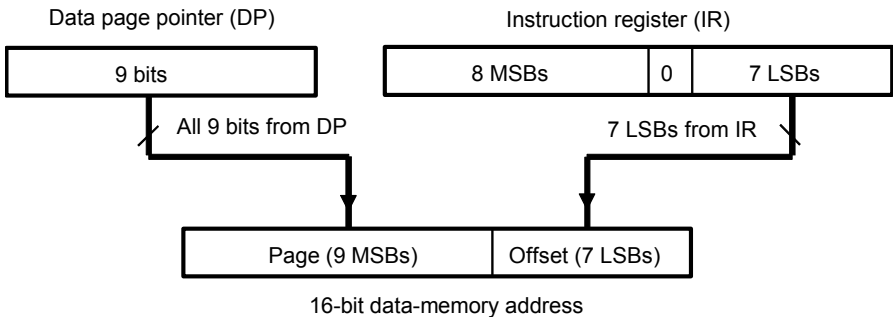 Data page pointer (DP)
Instruction register (IR)
9 bits
8 MSBs
0
7 LSBs
All 9 bits from DP
7 LSBs from IR
Page (9 MSBs)
Offset (7 LSBs)
16-bit data-memory address